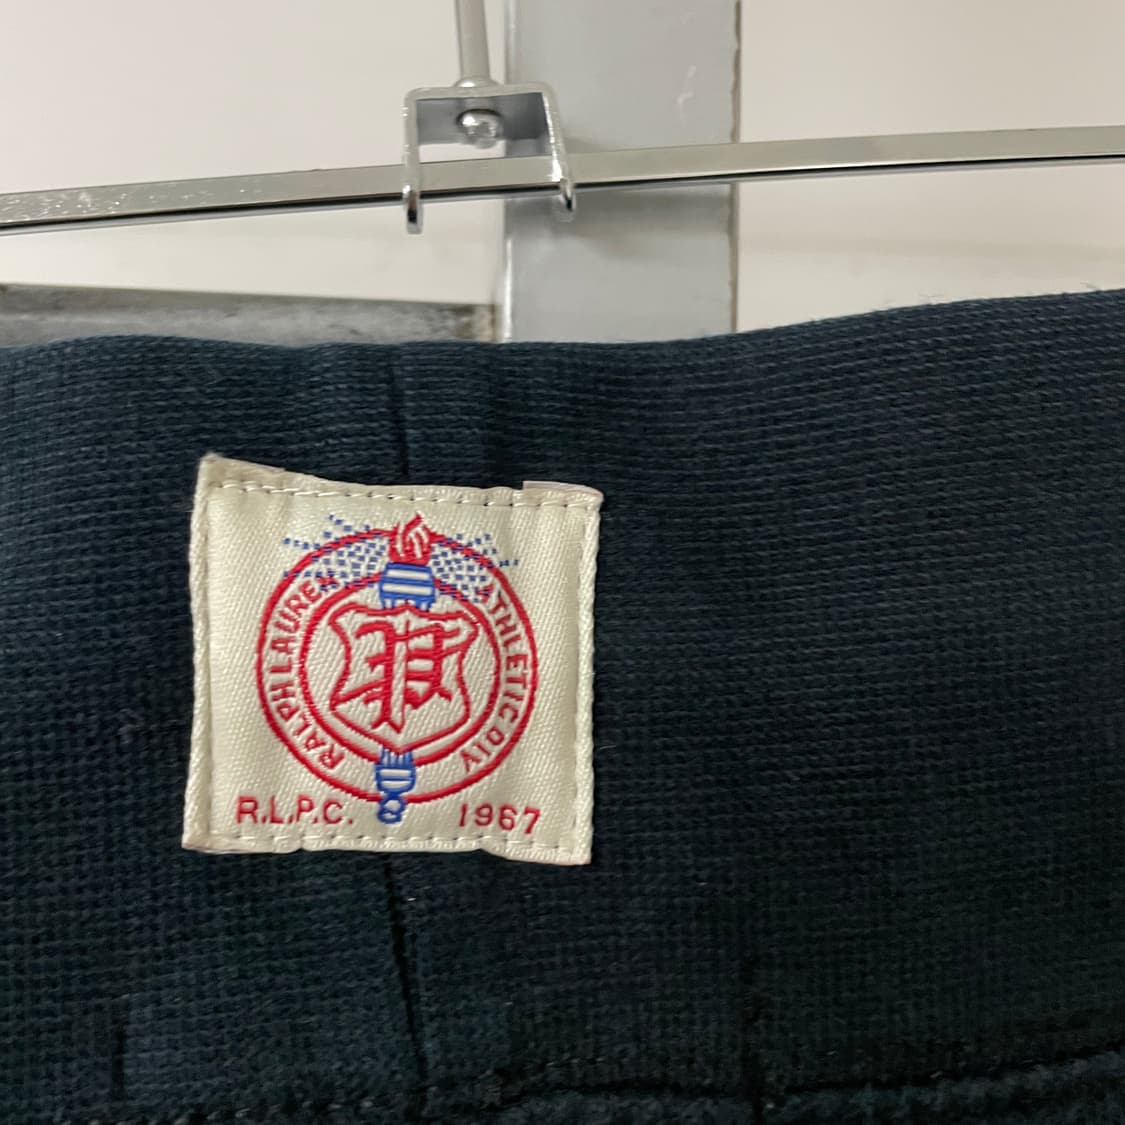 RALPH LAUREN ATHLETIC DIV
P
R.L.P.C. 1967